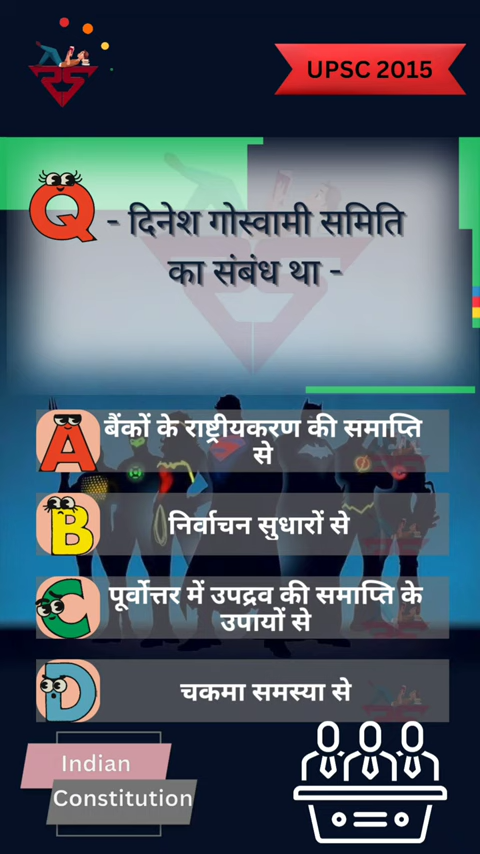 UPSC 2015
Q - दिनेश गोस्वामी समिति
का संबंध था -
A बैंकों के राष्ट्रीयकरण की समाप्ति
से
B निर्वाचन सुधारों से
C पूर्वोत्तर में उपद्रव की समाप्ति के
उपायों से
D चकमा समस्या से
Indian
Constitution